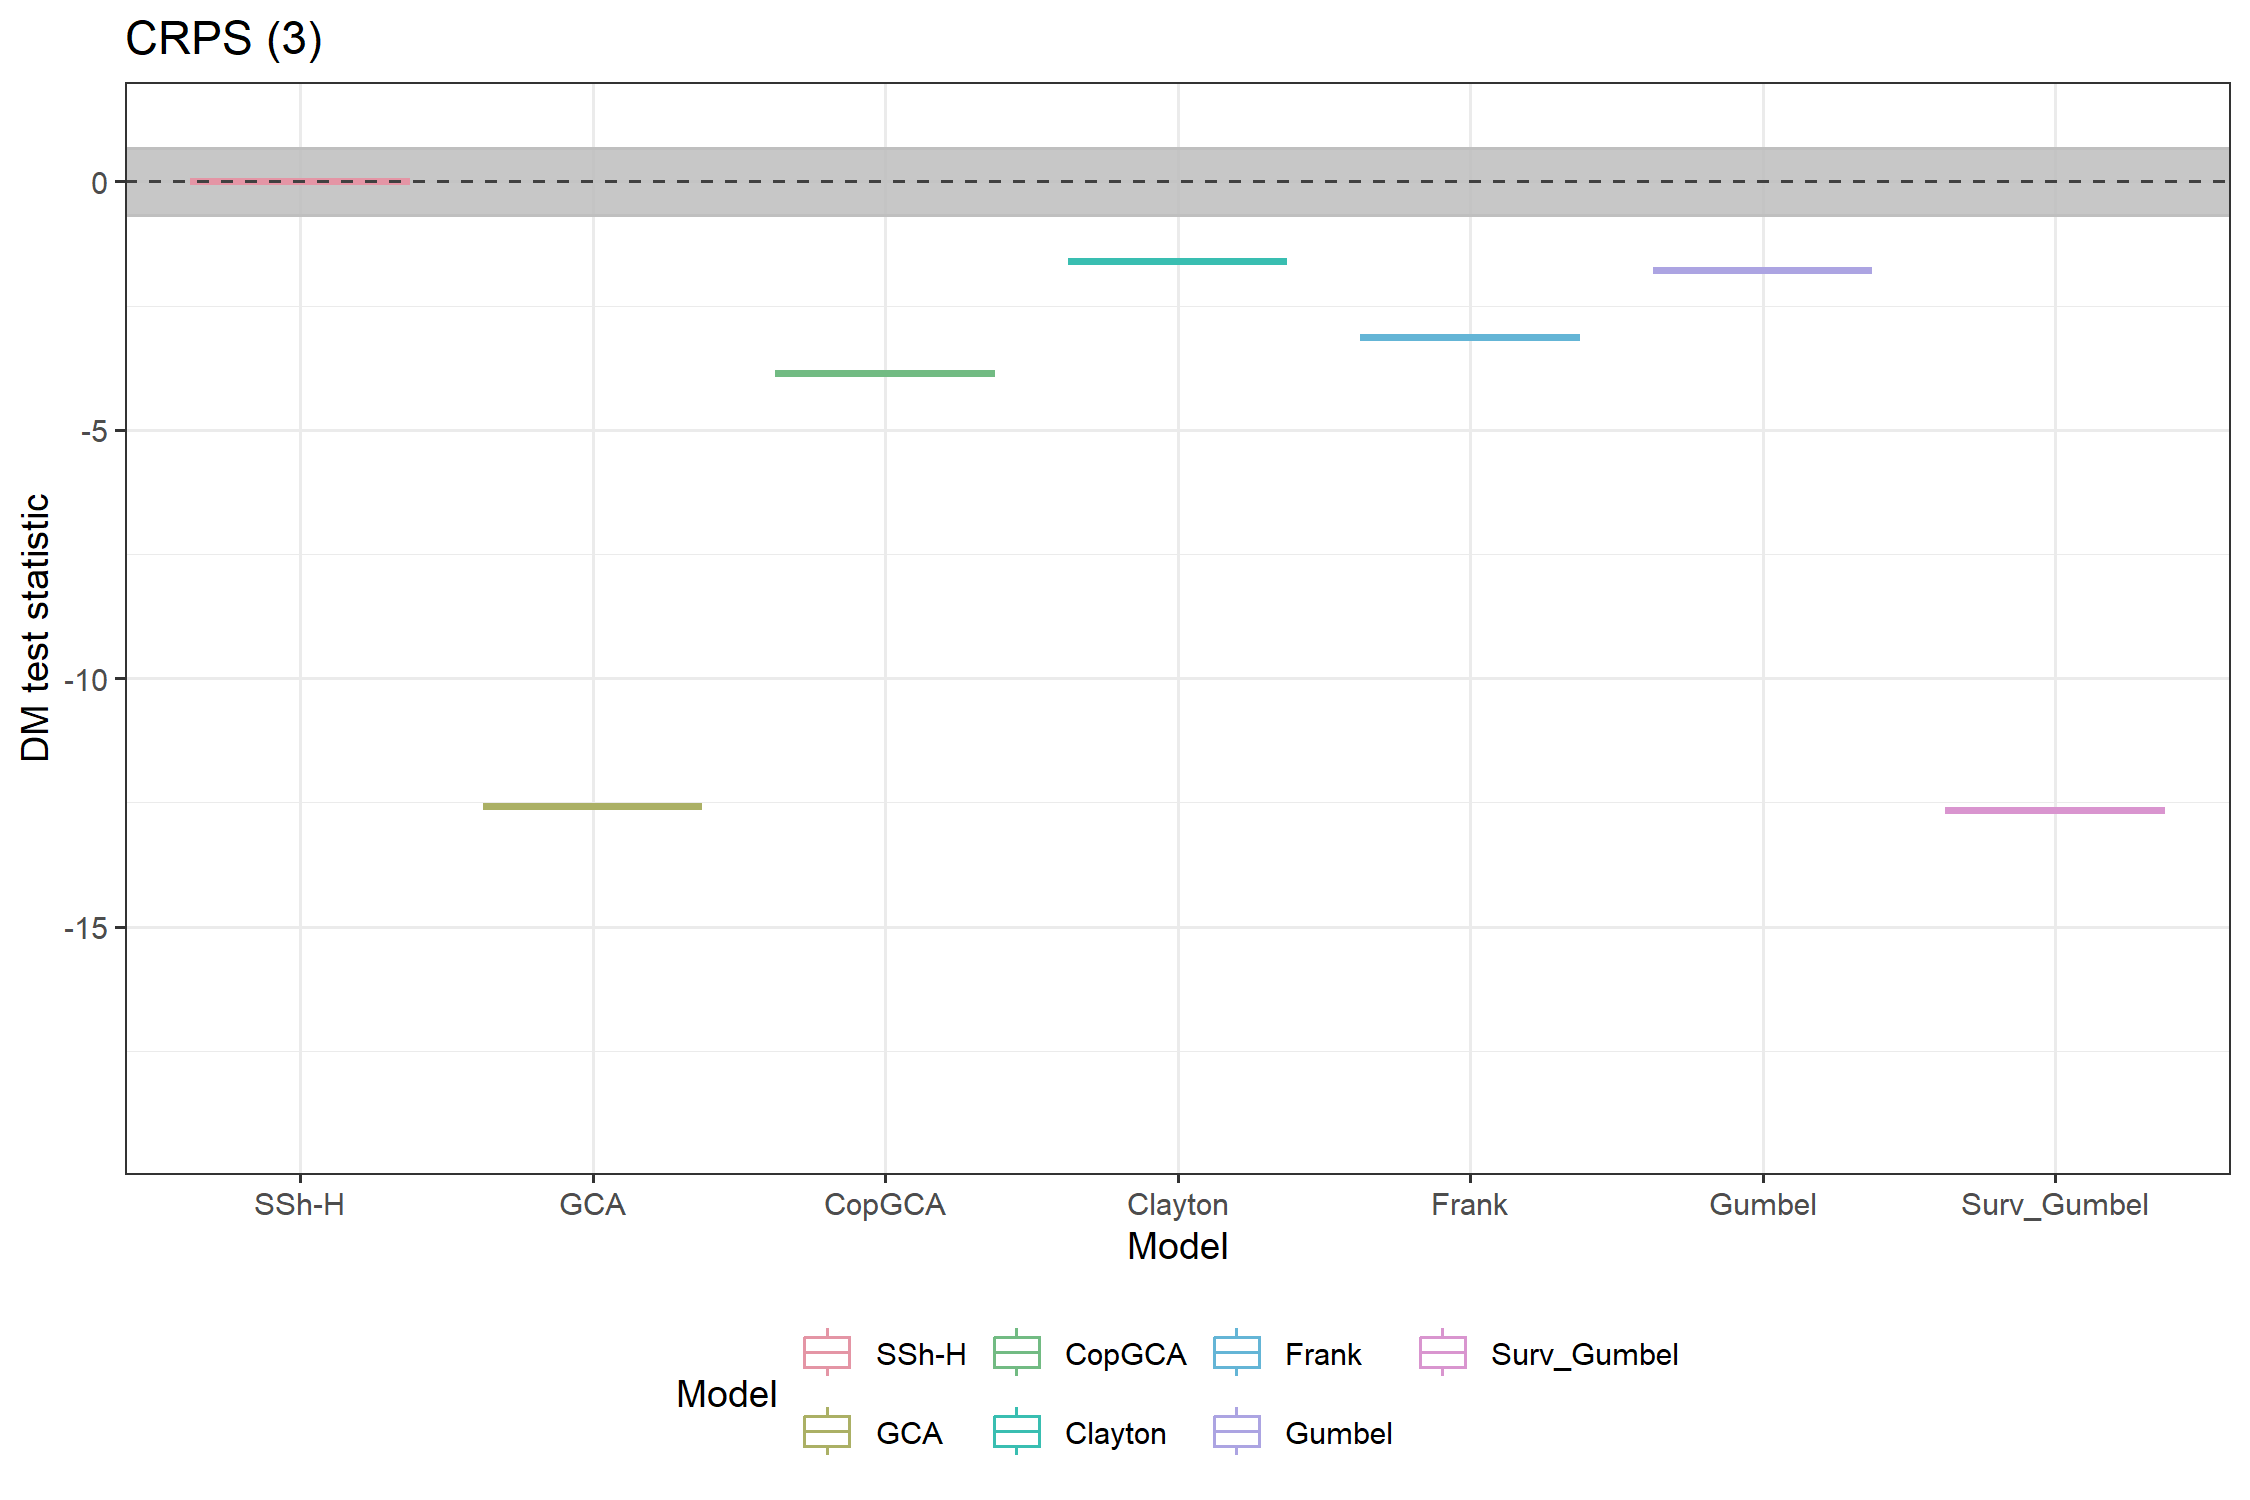 CRPS (3)
0
-5
-10
-15
DM test statistic
SSh-H GCA CopGCA Clayton Frank Gumbel Surv_Gumbel
Model
Model
SSh-H CopGCA Frank Surv_Gumbel
GCA Clayton Gumbel